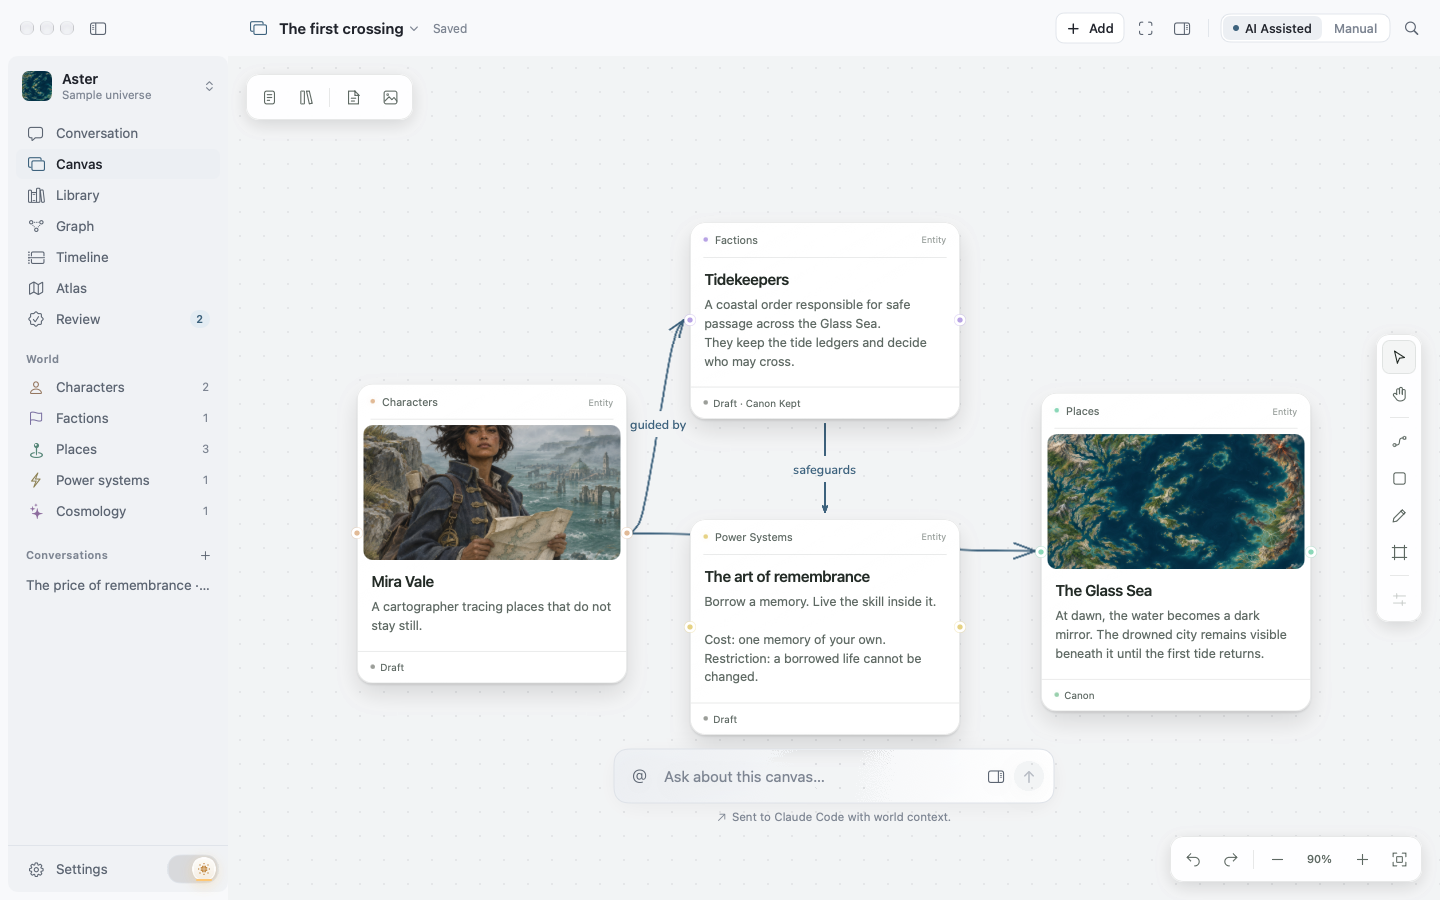 The first crossing
Saved
Add
AI Assisted
Manual
Aster
Sample universe
Conversation
Canvas
Library
Graph
Timeline
Atlas
Review
2
World
Characters
2
Factions
1
Places
3
Power systems
1
Cosmology
1
Conversations
The price of remembrance ·...
Settings
Factions
Entity
Tidekeepers
A coastal order responsible for safe
passage across the Glass Sea.
They keep the tide ledgers and decide
who may cross.
Draft · Canon Kept
guided by
safeguards
Characters
Entity
Mira Vale
A cartographer tracing places that do not
stay still.
Draft
Power Systems
Entity
The art of remembrance
Borrow a memory. Live the skill inside it.
Cost: one memory of your own.
Restriction: a borrowed life cannot be
changed.
Draft
Places
Entity
The Glass Sea
At dawn, the water becomes a dark
mirror. The drowned city remains visible
beneath it until the first tide returns.
Canon
@
Ask about this canvas...
Sent to Claude Code with world context.
90%